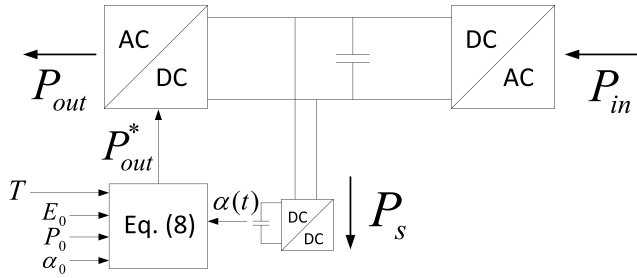 AC
DC
DC
AC
P_out
P_in
P*_out
T
E_0
P_0
α_0
Eq. (8)
α(t)
DC
DC
P_s